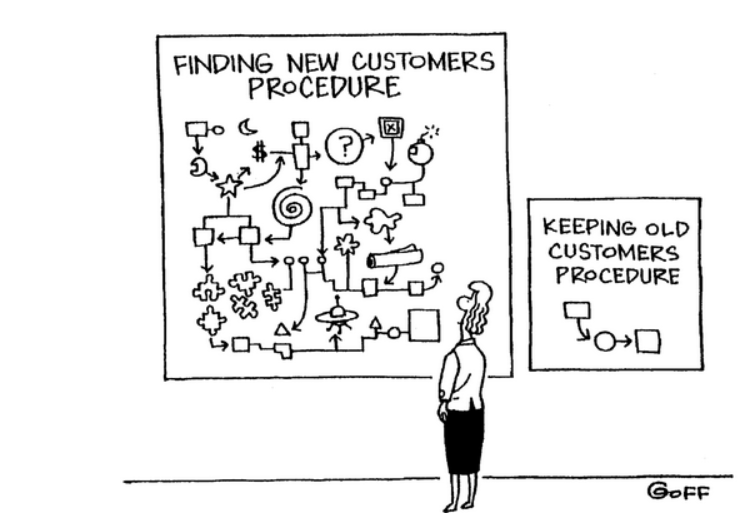 FINDING NEW CUSTOMERS
PROCEDURE
$
?
X
KEEPING OLD
CUSTOMERS
PROCEDURE
GOFF